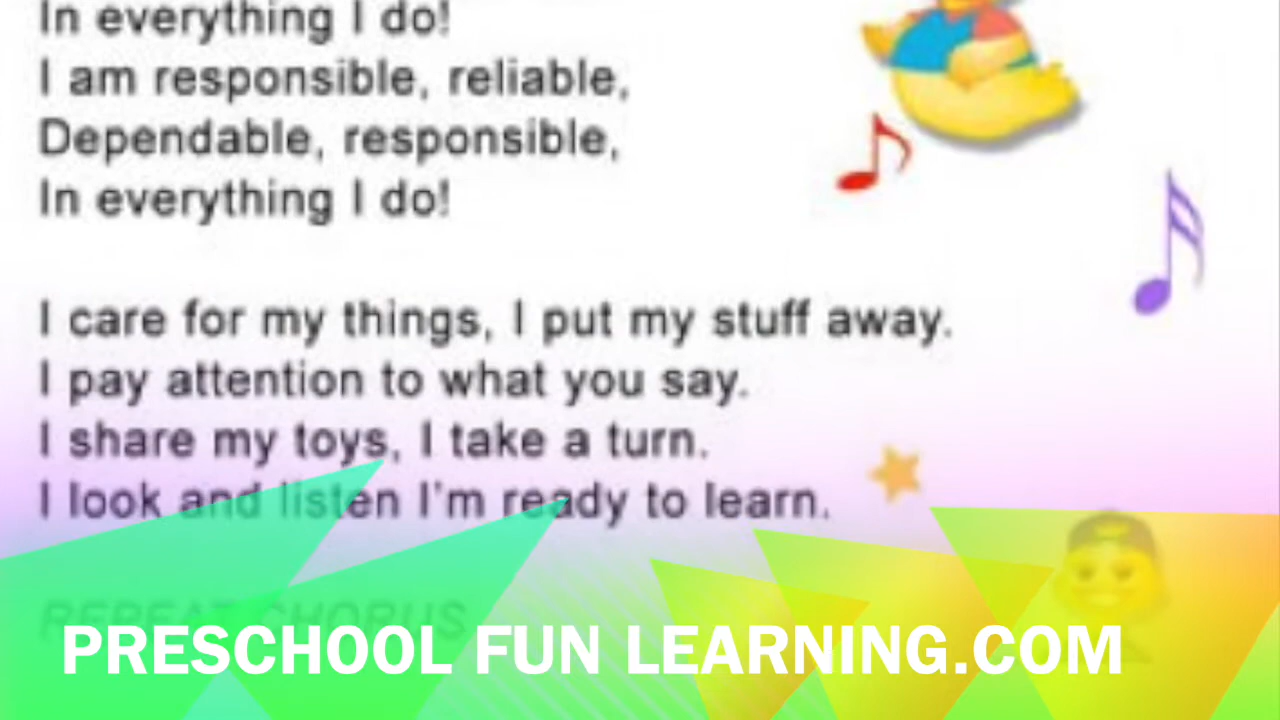 In everything I do!
I am responsible, reliable,
Dependable, responsible,
In everything I do!
I care for my things, I put my stuff away.
I pay attention to what you say.
I share my toys, I take a turn.
I look and listen I'm ready to learn.
REPEAT CHORUS
PRESCHOOL FUN LEARNING.COM